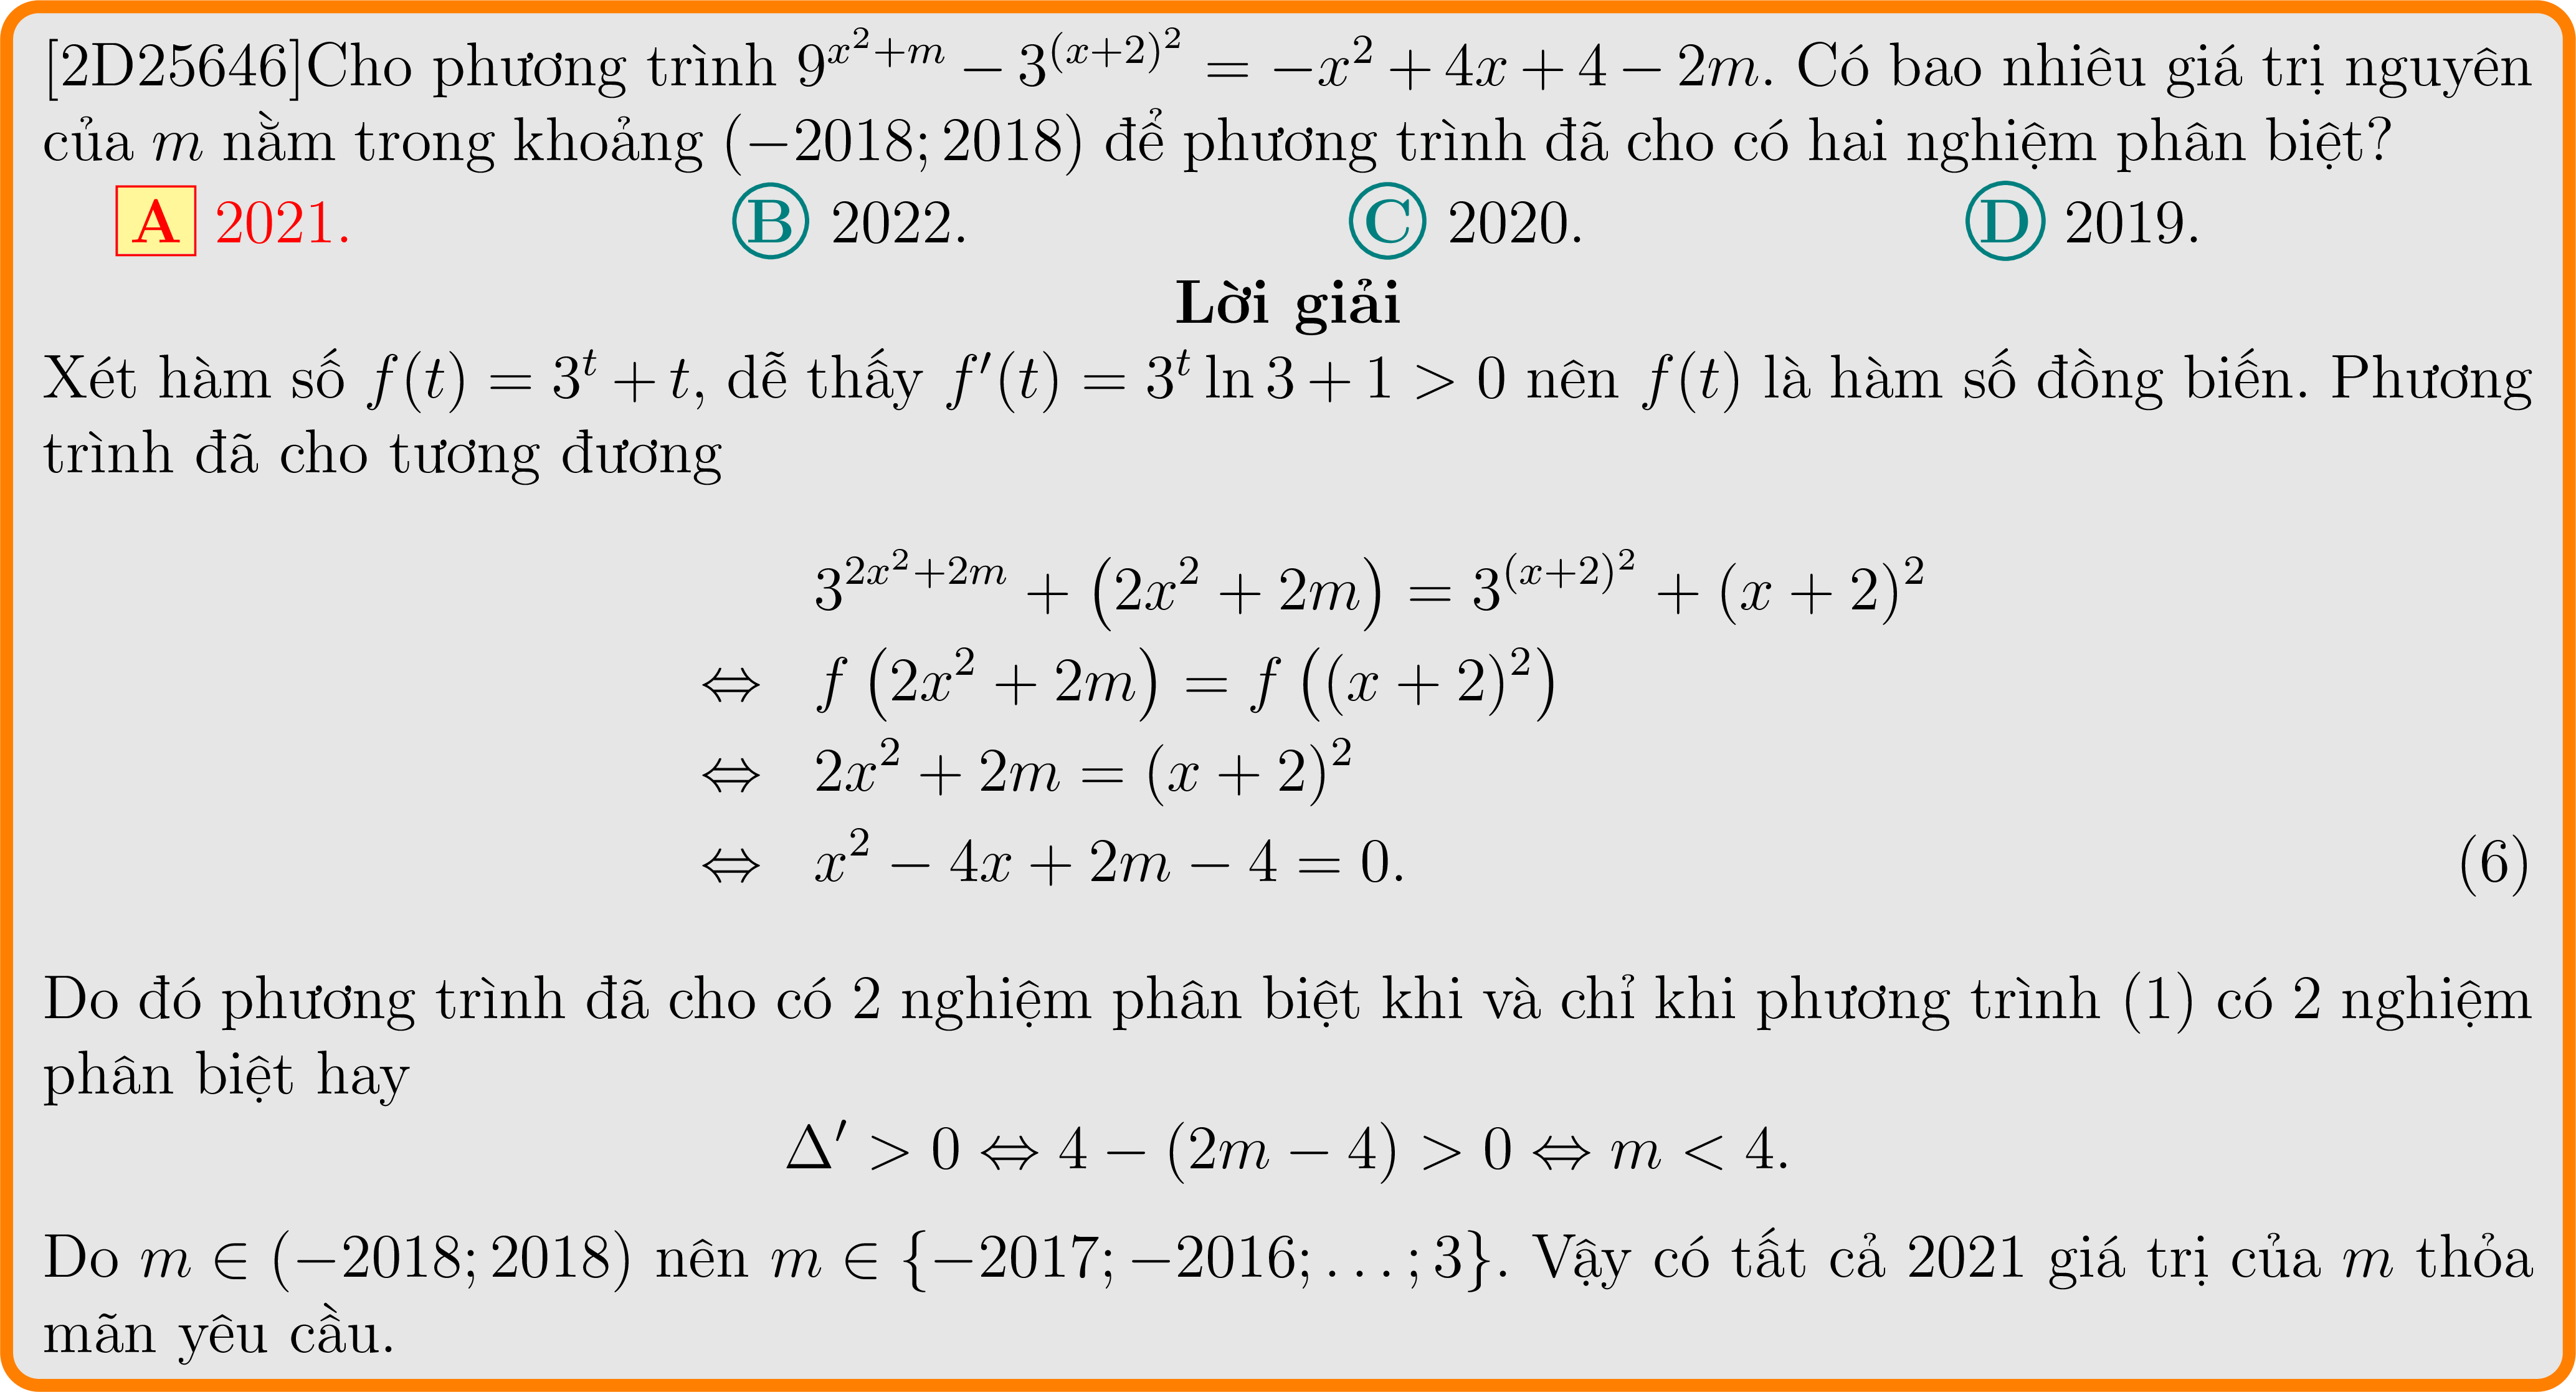 [2D25646]Cho phương trình $9^{x^2+m} - 3^{(x+2)^2} = -x^2 + 4x + 4 - 2m$. Có bao nhiêu giá trị nguyên
của $m$ nằm trong khoảng $(-2018; 2018)$ để phương trình đã cho có hai nghiệm phân biệt?
A 2021. B 2022. C 2020. D 2019.
Lời giải
Xét hàm số $f(t) = 3^t + t$, dễ thấy $f'(t) = 3^t \ln 3 + 1 > 0$ nên $f(t)$ là hàm số đồng biến. Phương
trình đã cho tương đương
$3^{2x^2+2m} + (2x^2 + 2m) = 3^{(x+2)^2} + (x + 2)^2$
$\Leftrightarrow f(2x^2 + 2m) = f((x + 2)^2)$
$\Leftrightarrow 2x^2 + 2m = (x + 2)^2$
$\Leftrightarrow x^2 - 4x + 2m - 4 = 0.$ (6)
Do đó phương trình đã cho có 2 nghiệm phân biệt khi và chỉ khi phương trình (1) có 2 nghiệm
phân biệt hay
$\Delta' > 0 \Leftrightarrow 4 - (2m - 4) > 0 \Leftrightarrow m < 4.$
Do $m \in (-2018; 2018)$ nên $m \in \{-2017; -2016; \ldots; 3\}$. Vậy có tất cả 2021 giá trị của $m$ thỏa
mãn yêu cầu.